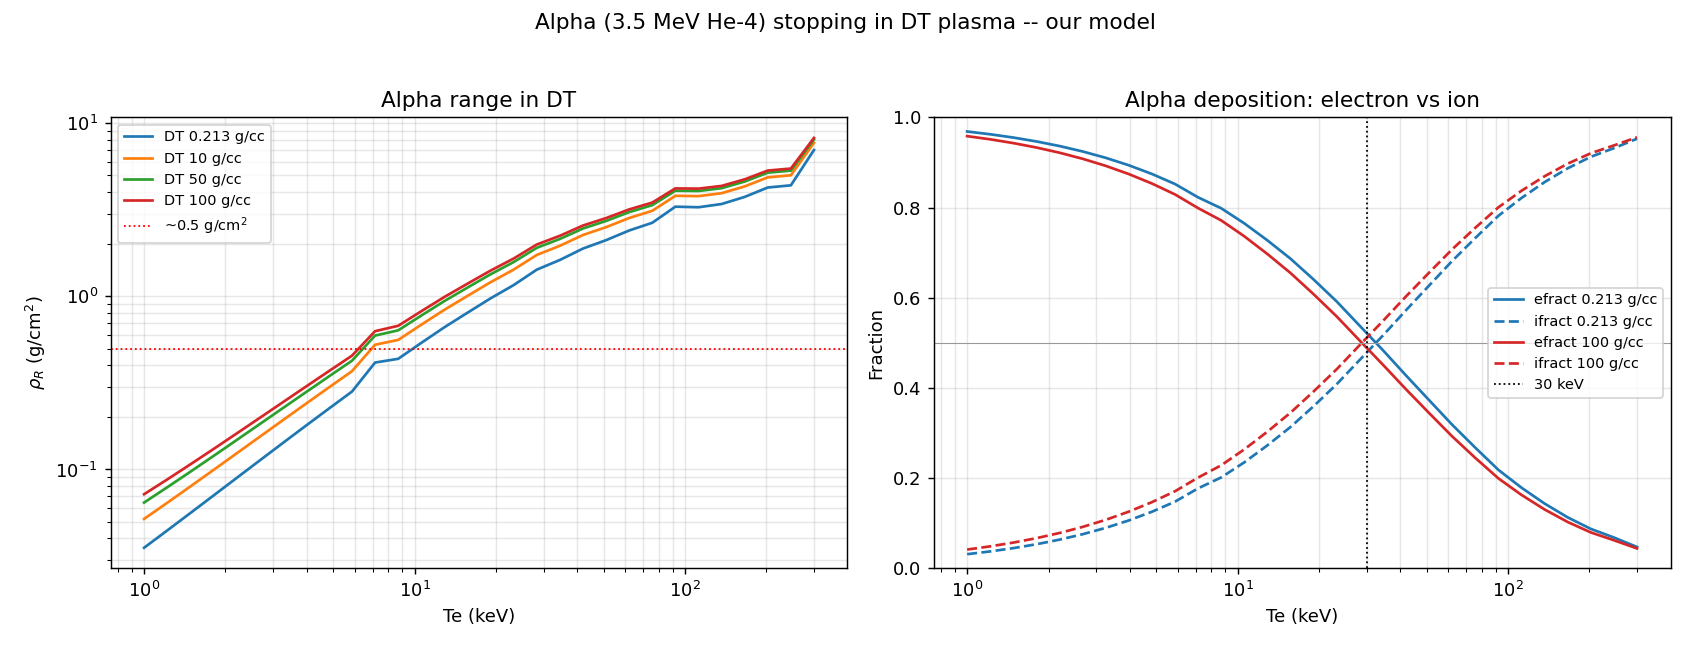 Alpha (3.5 MeV He-4) stopping in DT plasma -- our model
Alpha range in DT
10¹
10⁰
10⁻¹
ρR (g/cm²)
DT 0.213 g/cc
DT 10 g/cc
DT 50 g/cc
DT 100 g/cc
~0.5 g/cm²
10⁰ 10¹ 10²
Te (keV)
Alpha deposition: electron vs ion
1.0
0.8
0.6
0.4
0.2
0.0
Fraction
efract 0.213 g/cc
ifract 0.213 g/cc
efract 100 g/cc
ifract 100 g/cc
30 keV
10⁰ 10¹ 10²
Te (keV)